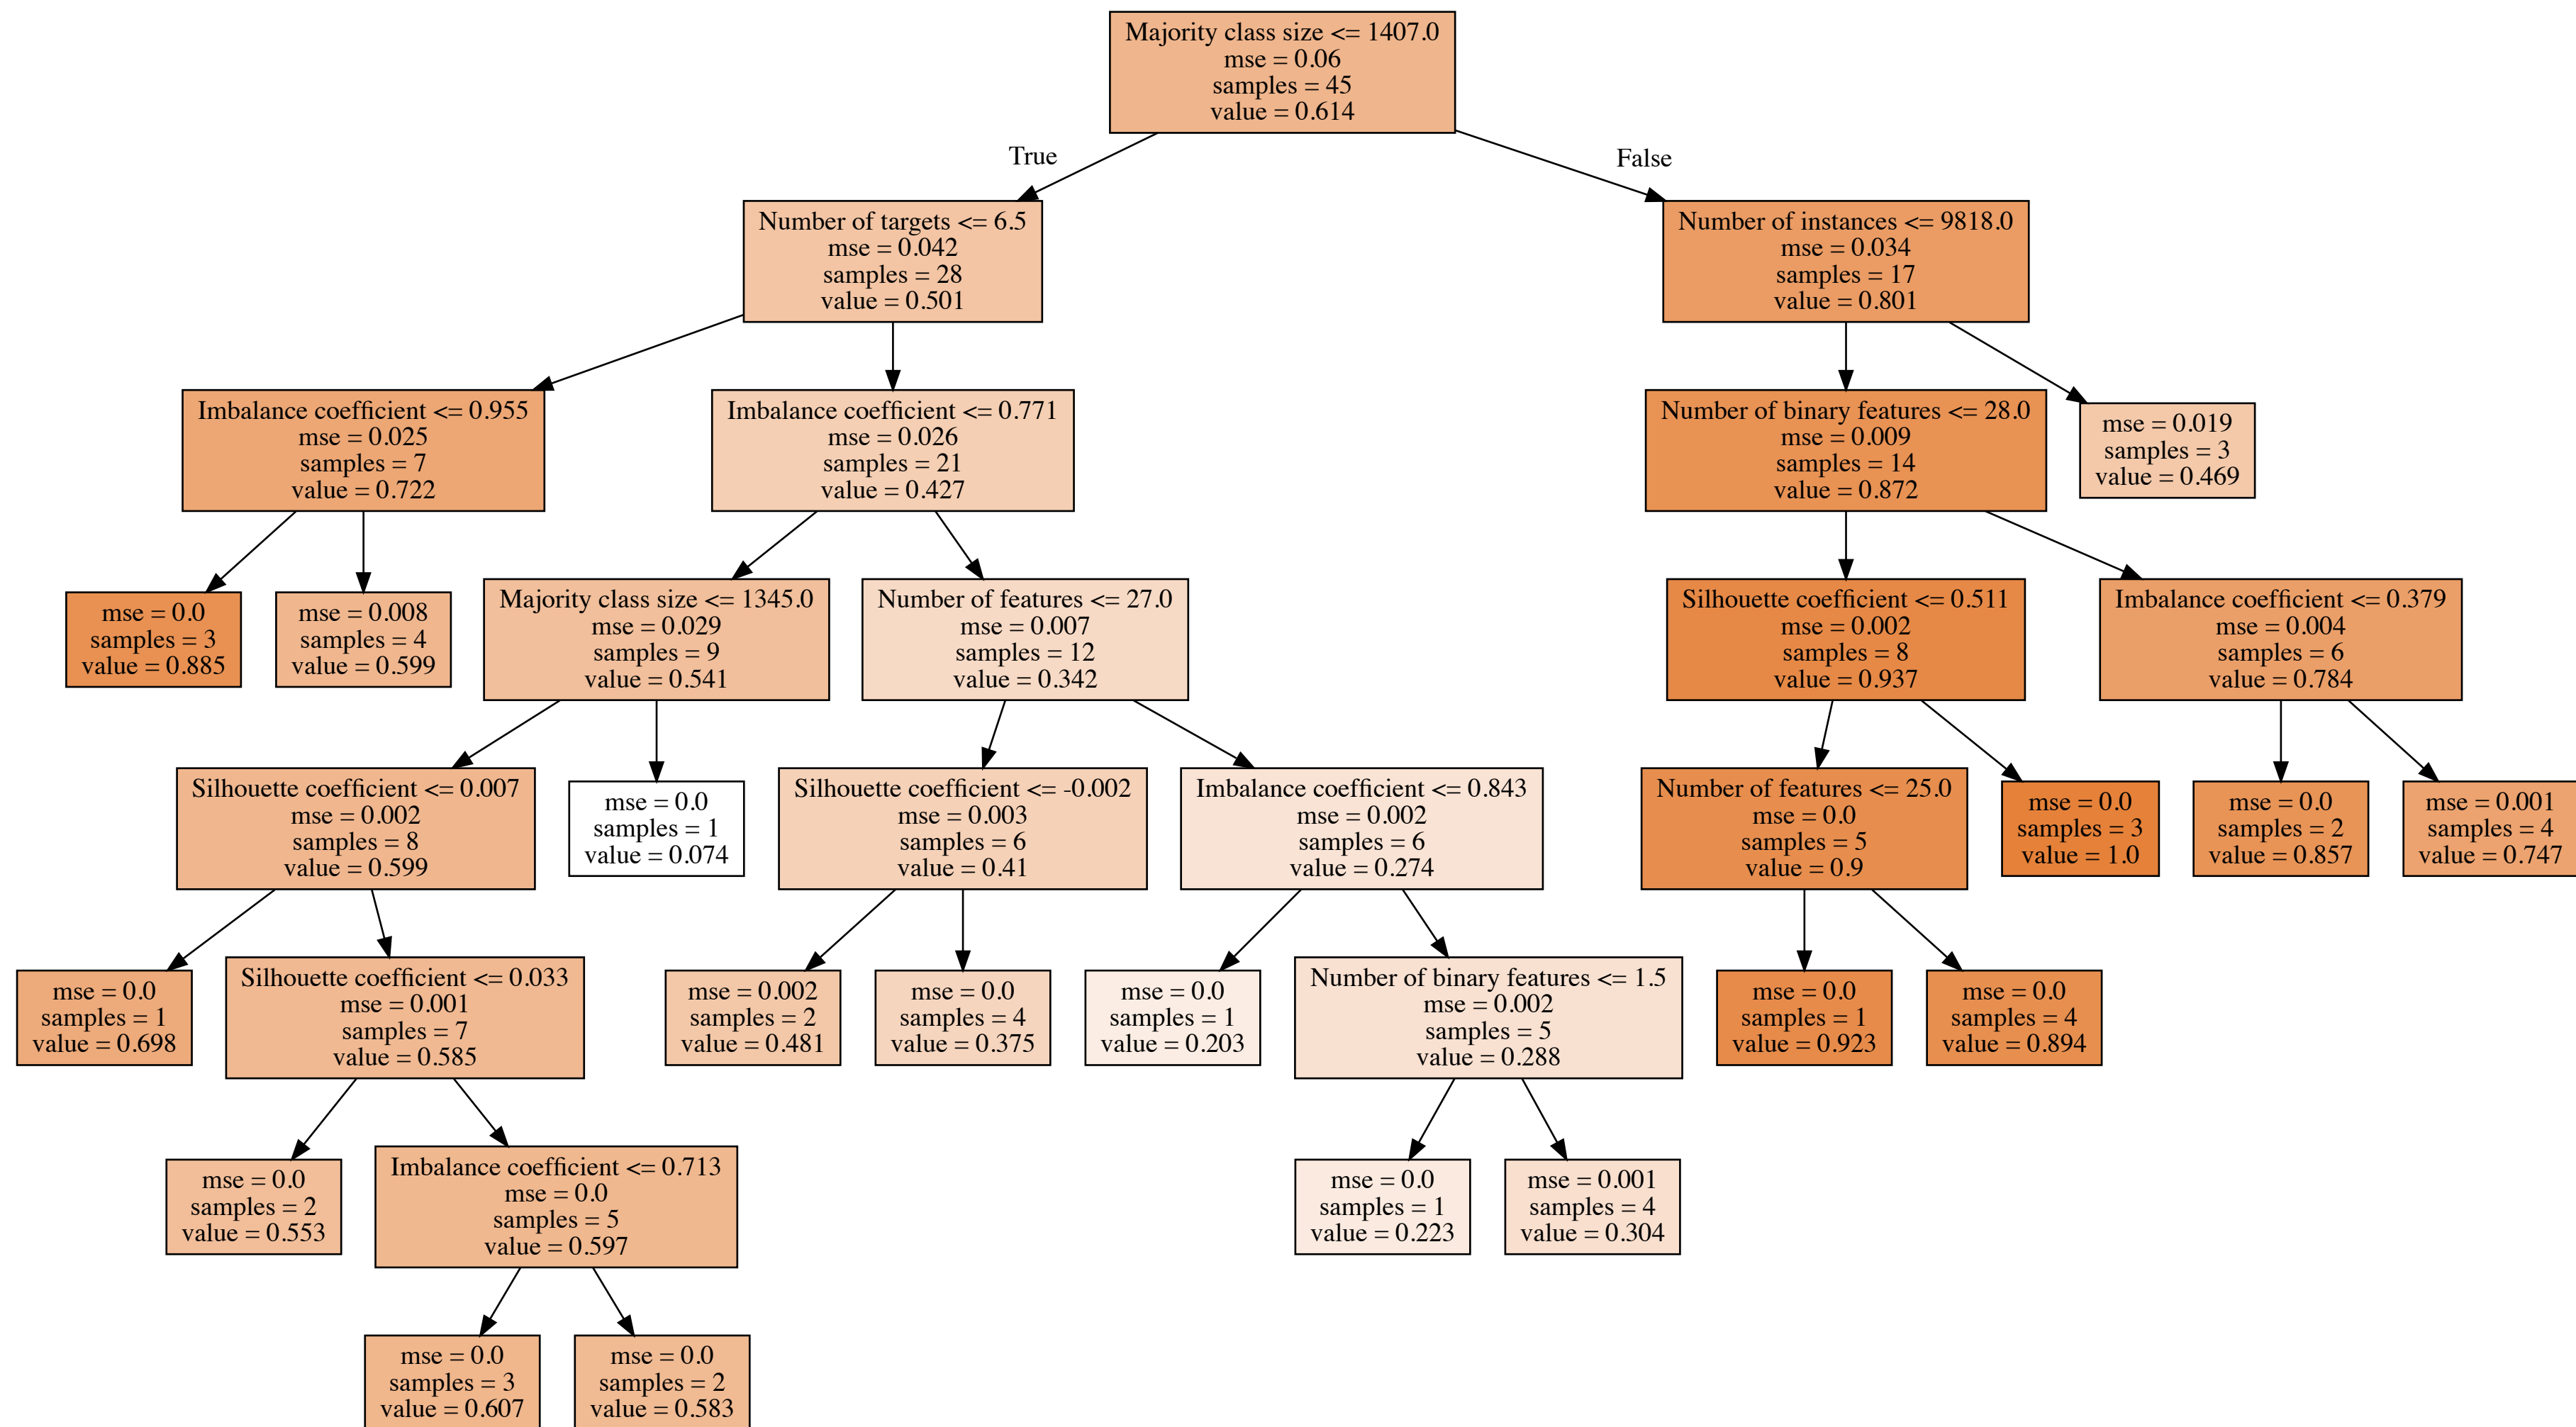 Majority class size <= 1407.0
mse = 0.06
samples = 45
value = 0.614
True
False
Number of targets <= 6.5
mse = 0.042
samples = 28
value = 0.501
Number of instances <= 9818.0
mse = 0.034
samples = 17
value = 0.801
Imbalance coefficient <= 0.955
mse = 0.025
samples = 7
value = 0.722
Imbalance coefficient <= 0.771
mse = 0.026
samples = 21
value = 0.427
Number of binary features <= 28.0
mse = 0.009
samples = 14
value = 0.872
mse = 0.019
samples = 3
value = 0.469
mse = 0.0
samples = 3
value = 0.885
mse = 0.008
samples = 4
value = 0.599
Majority class size <= 1345.0
mse = 0.029
samples = 9
value = 0.541
Number of features <= 27.0
mse = 0.007
samples = 12
value = 0.342
Silhouette coefficient <= 0.511
mse = 0.002
samples = 8
value = 0.937
Imbalance coefficient <= 0.379
mse = 0.004
samples = 6
value = 0.784
Silhouette coefficient <= 0.007
mse = 0.002
samples = 8
value = 0.599
mse = 0.0
samples = 1
value = 0.074
Silhouette coefficient <= -0.002
mse = 0.003
samples = 6
value = 0.41
Imbalance coefficient <= 0.843
mse = 0.002
samples = 6
value = 0.274
Number of features <= 25.0
mse = 0.0
samples = 5
value = 0.9
mse = 0.0
samples = 3
value = 1.0
mse = 0.0
samples = 2
value = 0.857
mse = 0.001
samples = 4
value = 0.747
mse = 0.0
samples = 1
value = 0.698
Silhouette coefficient <= 0.033
mse = 0.001
samples = 7
value = 0.585
mse = 0.002
samples = 2
value = 0.481
mse = 0.0
samples = 4
value = 0.375
mse = 0.0
samples = 1
value = 0.203
Number of binary features <= 1.5
mse = 0.002
samples = 5
value = 0.288
mse = 0.0
samples = 1
value = 0.923
mse = 0.0
samples = 4
value = 0.894
mse = 0.0
samples = 2
value = 0.553
Imbalance coefficient <= 0.713
mse = 0.0
samples = 5
value = 0.597
mse = 0.0
samples = 1
value = 0.223
mse = 0.001
samples = 4
value = 0.304
mse = 0.0
samples = 3
value = 0.607
mse = 0.0
samples = 2
value = 0.583